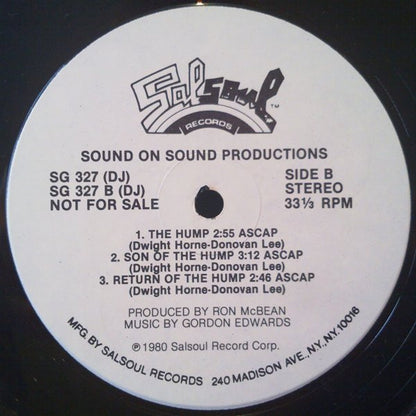 Salsoul TM
RECORDS
SOUND ON SOUND PRODUCTIONS
SG 327 (DJ) SIDE B
SG 327 B (DJ) STEREO
NOT FOR SALE 33⅓ RPM
1. THE HUMP 2:55 ASCAP
(Dwight Horne-Donovan Lee)
2. SON OF THE HUMP 3:12 ASCAP
(Dwight Horne-Donovan Lee)
3. RETURN OF THE HUMP 2:46 ASCAP
(Dwight Horne-Donovan Lee)
PRODUCED BY RON McBEAN
MUSIC BY GORDON EDWARDS
℗ 1980 Salsoul Record Corp.
MFG. BY SALSOUL RECORDS 240 MADISON AVE., NY., NY. 10016